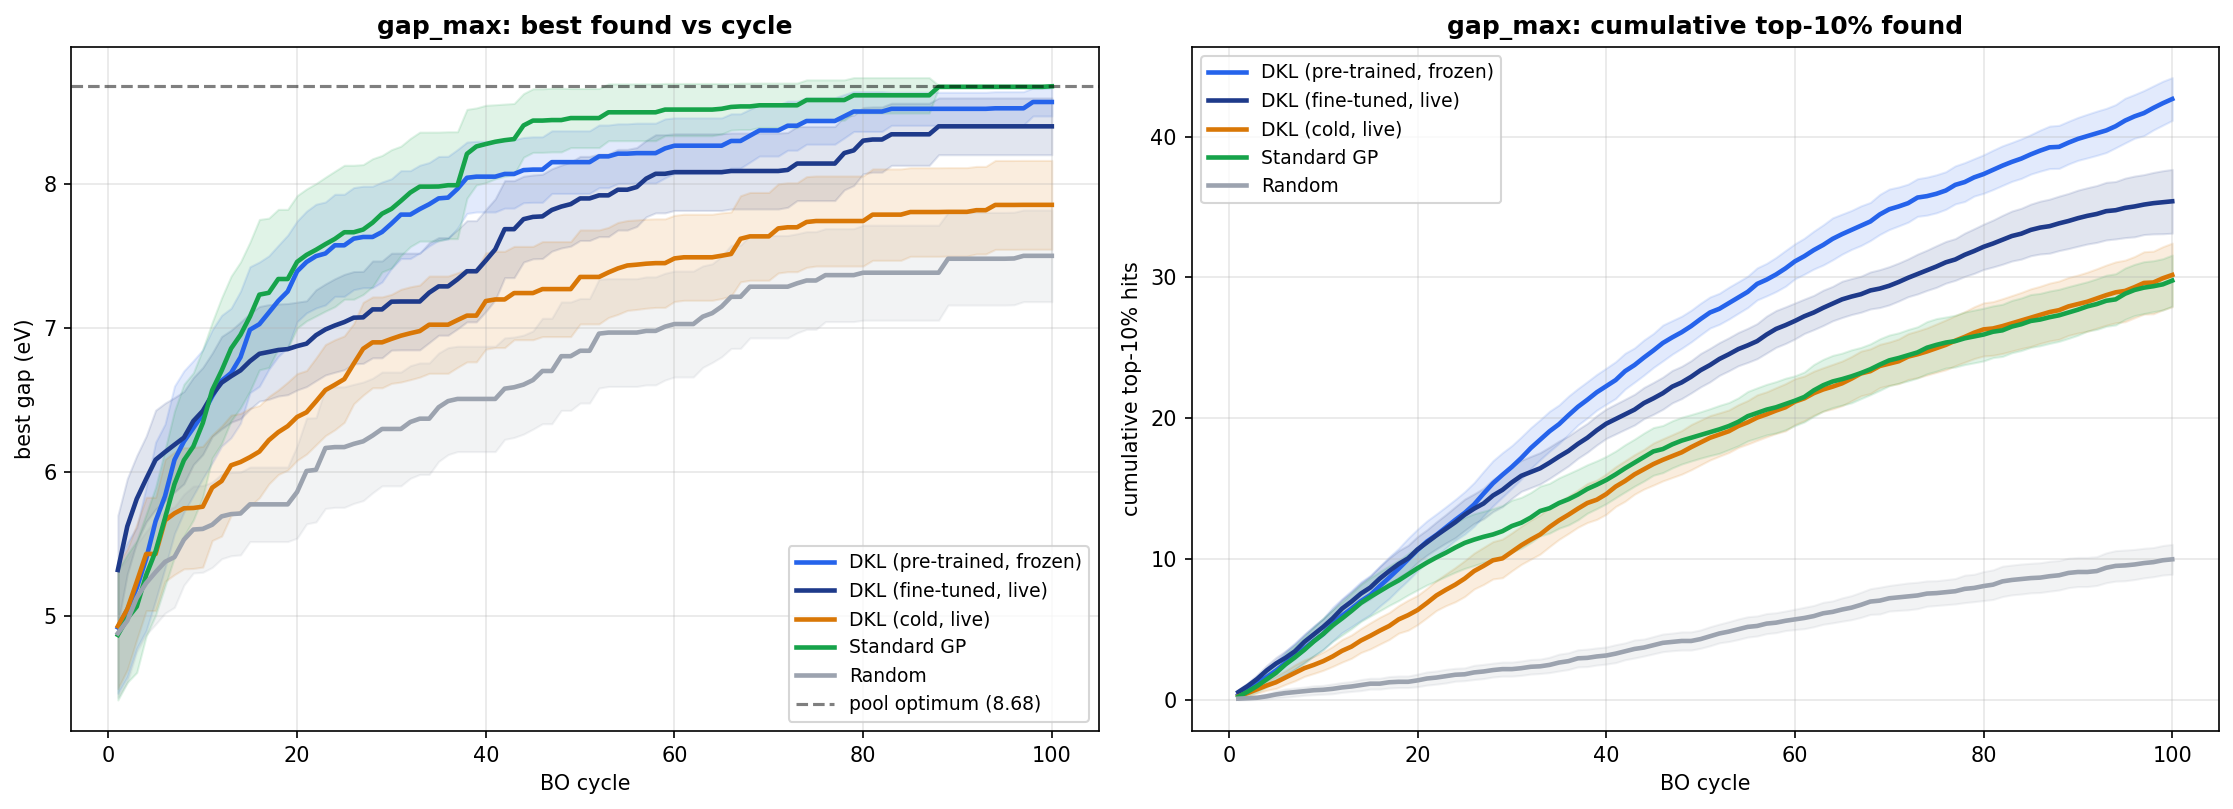 gap_max: best found vs cycle
best gap (eV)
8
7
6
5
0
20
40
60
80
100
BO cycle
DKL (pre-trained, frozen)
DKL (fine-tuned, live)
DKL (cold, live)
Standard GP
Random
pool optimum (8.68)
gap_max: cumulative top-10% found
cumulative top-10% hits
40
30
20
10
0
0
20
40
60
80
100
BO cycle
DKL (pre-trained, frozen)
DKL (fine-tuned, live)
DKL (cold, live)
Standard GP
Random